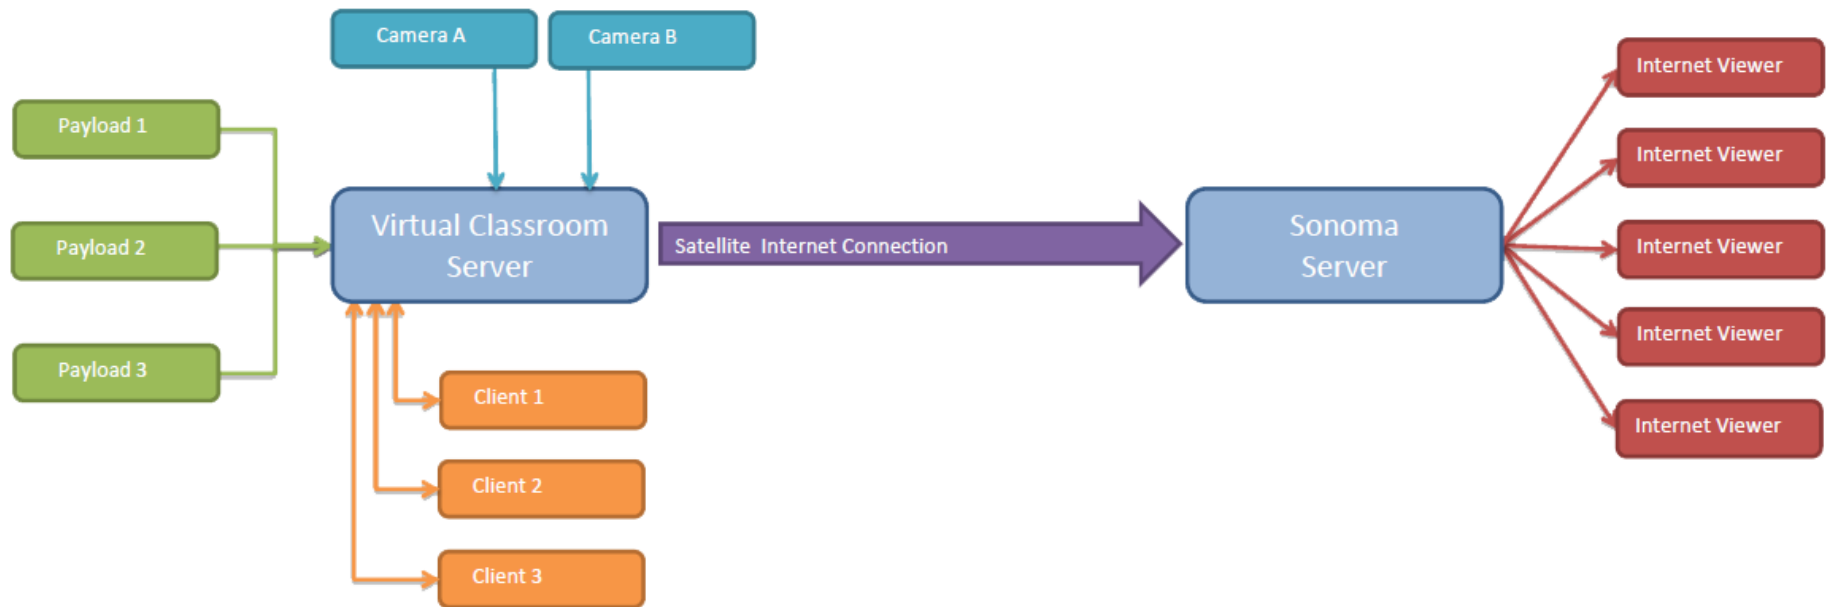 Camera A
Camera B
Payload 1
Payload 2
Payload 3
Virtual Classroom
Server
Satellite Internet Connection
Sonoma
Server
Client 1
Client 2
Client 3
Internet Viewer
Internet Viewer
Internet Viewer
Internet Viewer
Internet Viewer